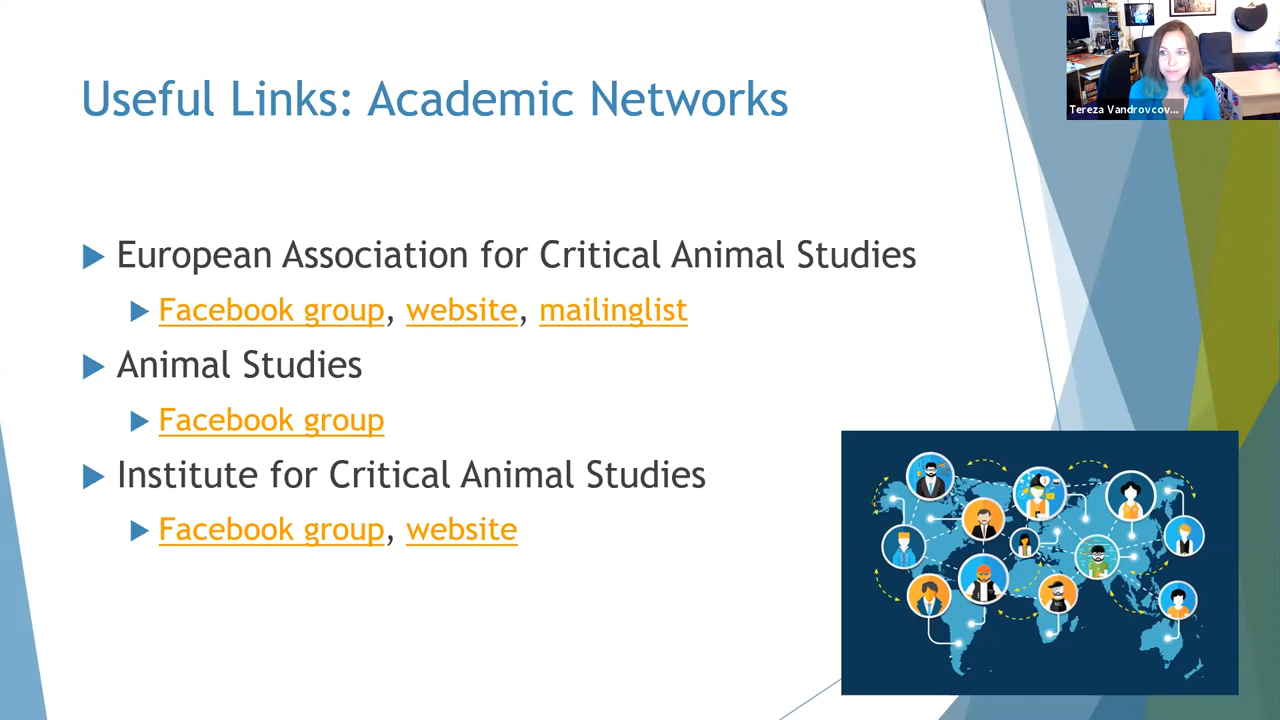 Useful Links: Academic Networks
Tereza Vandrovcov...
European Association for Critical Animal Studies
Facebook group, website, mailinglist
Animal Studies
Facebook group
Institute for Critical Animal Studies
Facebook group, website